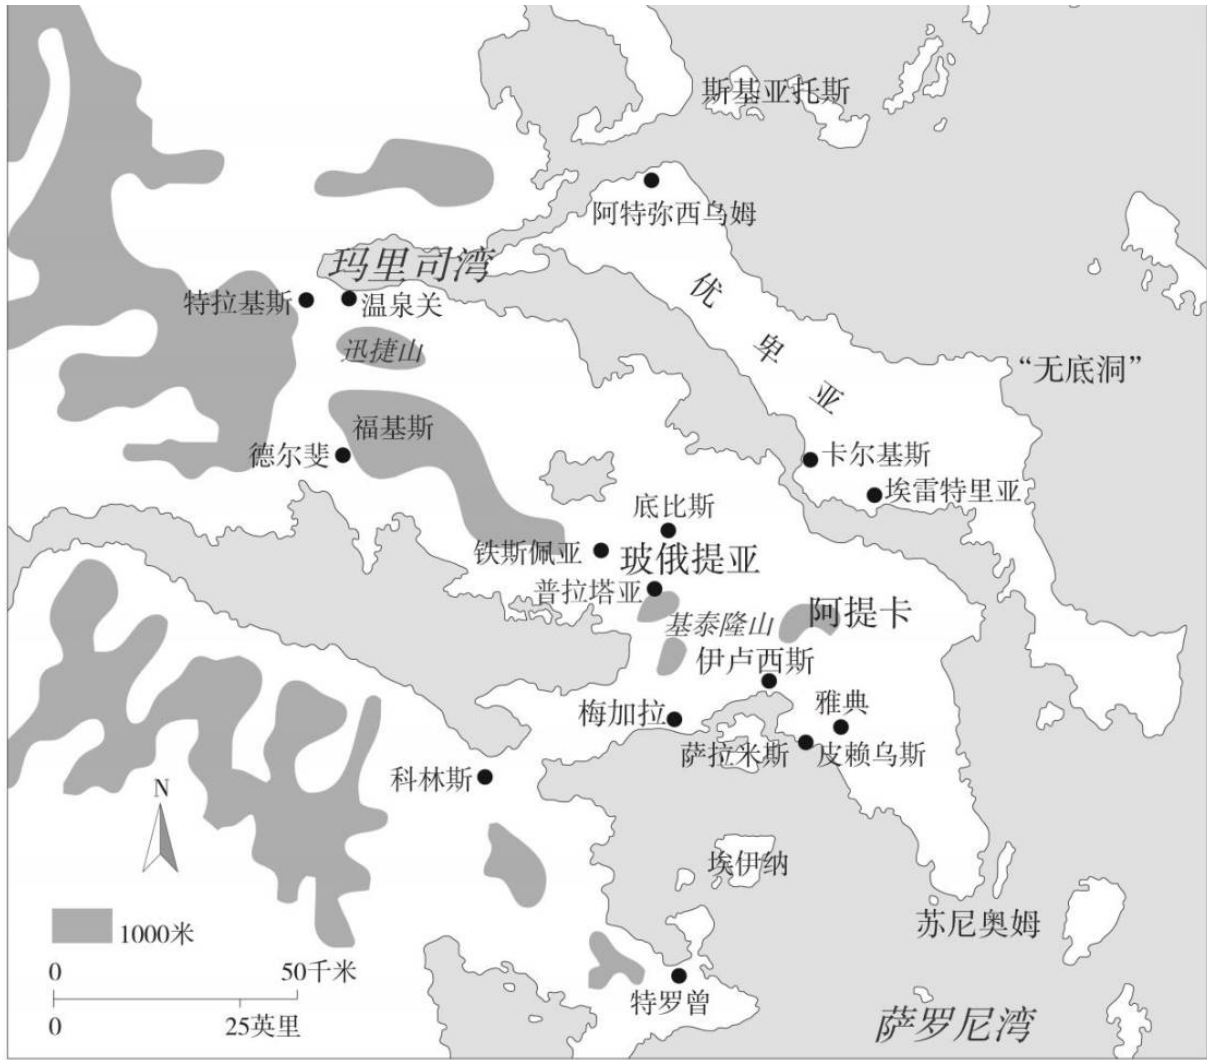 斯基亚托斯
阿特弥西乌姆
玛里司湾
优卑亚
特拉基斯
温泉关
迅捷山
“无底洞”
福基斯
德尔斐
卡尔基斯
埃雷特里亚
底比斯
铁斯佩亚
玻俄提亚
普拉塔亚
基泰隆山
阿提卡
伊卢西斯
梅加拉
雅典
萨拉米斯
皮赖乌斯
科林斯
N
埃伊纳
苏尼奥姆
1000米
0
50千米
0
25英里
特罗曾
萨罗尼湾